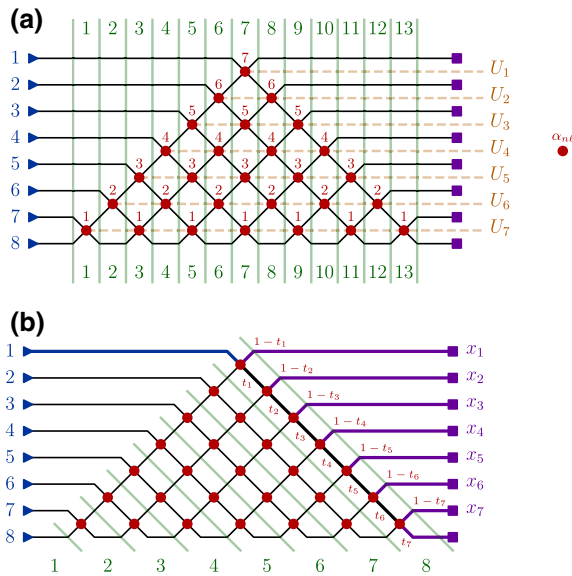 (a)
1 2 3 4 5 6 7 8 9 10 11 12 13
1 7
U₁
2 6 6
U₂
3 5 5 5
U₃
4 4 4 4 4
U₄
5 3 3 3 3 3
U₅
6 2 2 2 2 2 2
U₆
7 1 1 1 1 1 1 1
U₇
8
1 2 3 4 5 6 7 8 9 10 11 12 13
(b)
1 1 − t₁ x₁
t₁
2 1 − t₂ x₂
t₂
3 1 − t₃ x₃
t₃
4 1 − t₄ x₄
t₄
5 1 − t₅ x₅
t₅
6 1 − t₆ x₆
t₆
7 1 − t₇ x₇
t₇
8
1 2 3 4 5 6 7 8